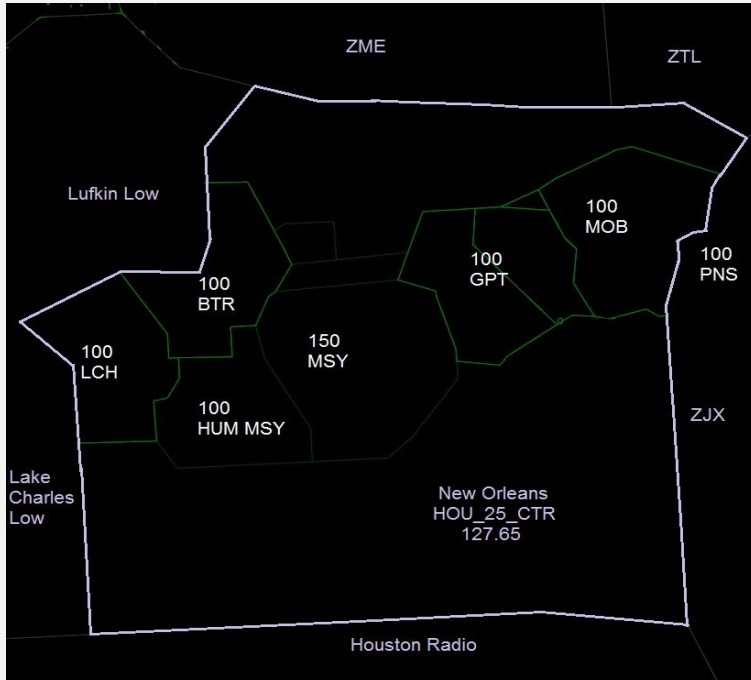 ZME
ZTL
Lufkin Low
100
MOB
100
PNS
100
GPT
100
BTR
150
MSY
100
LCH
100
HUM MSY
ZJX
Lake
Charles
Low
New Orleans
HOU_25_CTR
127.65
Houston Radio